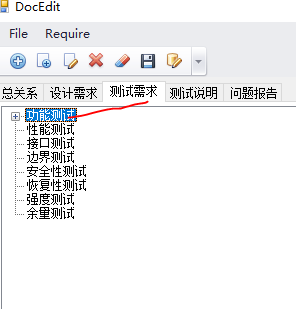 DocEdit
File Require
总关系 设计需求 测试需求 测试说明 问题报告
功能测试
性能测试
接口测试
边界测试
安全性测试
恢复性测试
强度测试
余量测试